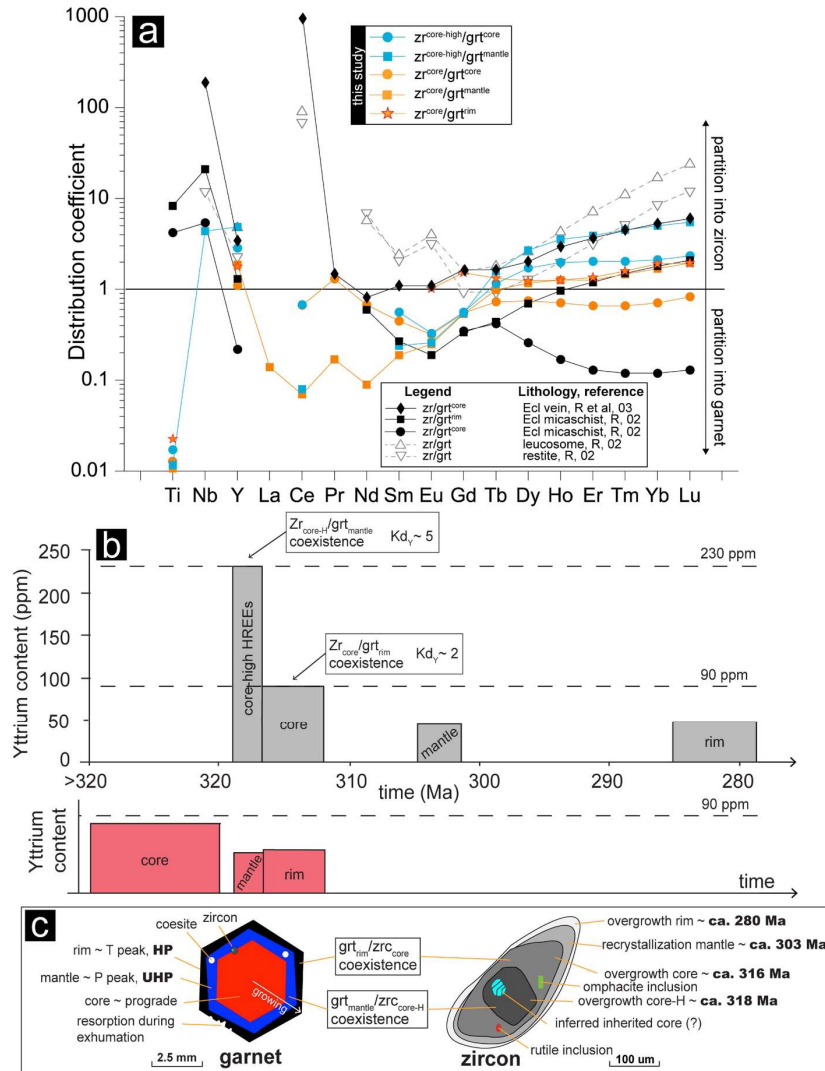 a
this study
zr^core-high/grt^core
zr^core-high/grt^mantle
zr^core/grt^core
zr^core/grt^mantle
zr^core/grt^rim
Distribution coefficient
1000
100
10
1
0.1
0.01
partition into zircon
partition into garnet
Legend Lithology, reference
zr/grt^core Ecl vein, R et al, 03
zr/grt^rim Ecl micaschist, R, 02
zr/grt^core Ecl micaschist, R, 02
zr/grt leucosome, R, 02
zr/grt restite, R, 02
Ti Nb Y La Ce Pr Nd Sm Eu Gd Tb Dy Ho Er Tm Yb Lu
b
Zr_core-H/grt_mantle
coexistence Kd_Y~ 5
Yttrium content (ppm)
250
200
150
100
50
0
230 ppm
core-high HREEs
Zr_core/grt_rim
coexistence Kd_Y~ 2
90 ppm
core
mantle
rim
>320 320 310 300 290 280
time (Ma)
Yttrium
content
90 ppm
core
mantle
rim
time
c
zircon
coesite
rim ~ T peak, HP
mantle ~ P peak, UHP
core ~ prograde
resorption during
exhumation
growing
2.5 mm
garnet
grt_rim/zrc_core
coexistence
grt_mantle/zrc_core-H
coexistence
overgrowth rim ~ ca. 280 Ma
recrystallization mantle ~ ca. 303 Ma
overgrowth core ~ ca. 316 Ma
omphacite inclusion
overgrowth core-H ~ ca. 318 Ma
inferred inherited core (?)
rutile inclusion
zircon
100 um